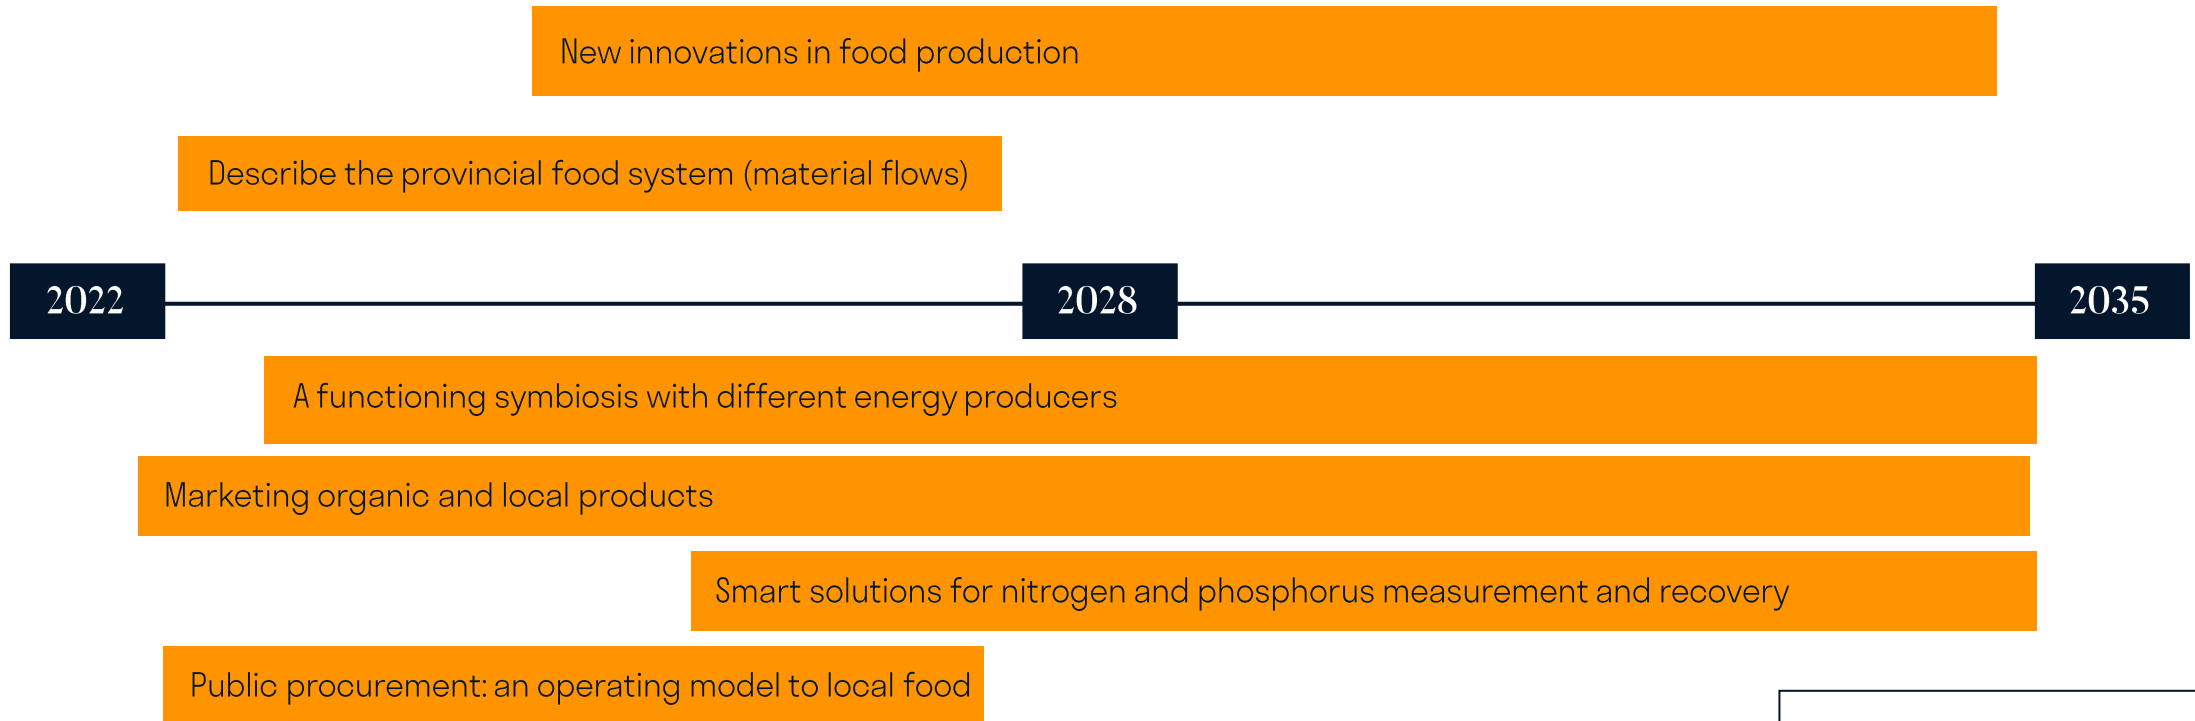 New innovations in food production
Describe the provincial food system (material flows)
2022
2028
2035
A functioning symbiosis with different energy producers
Marketing organic and local products
Smart solutions for nitrogen and phosphorus measurement and recovery
Public procurement: an operating model to local food